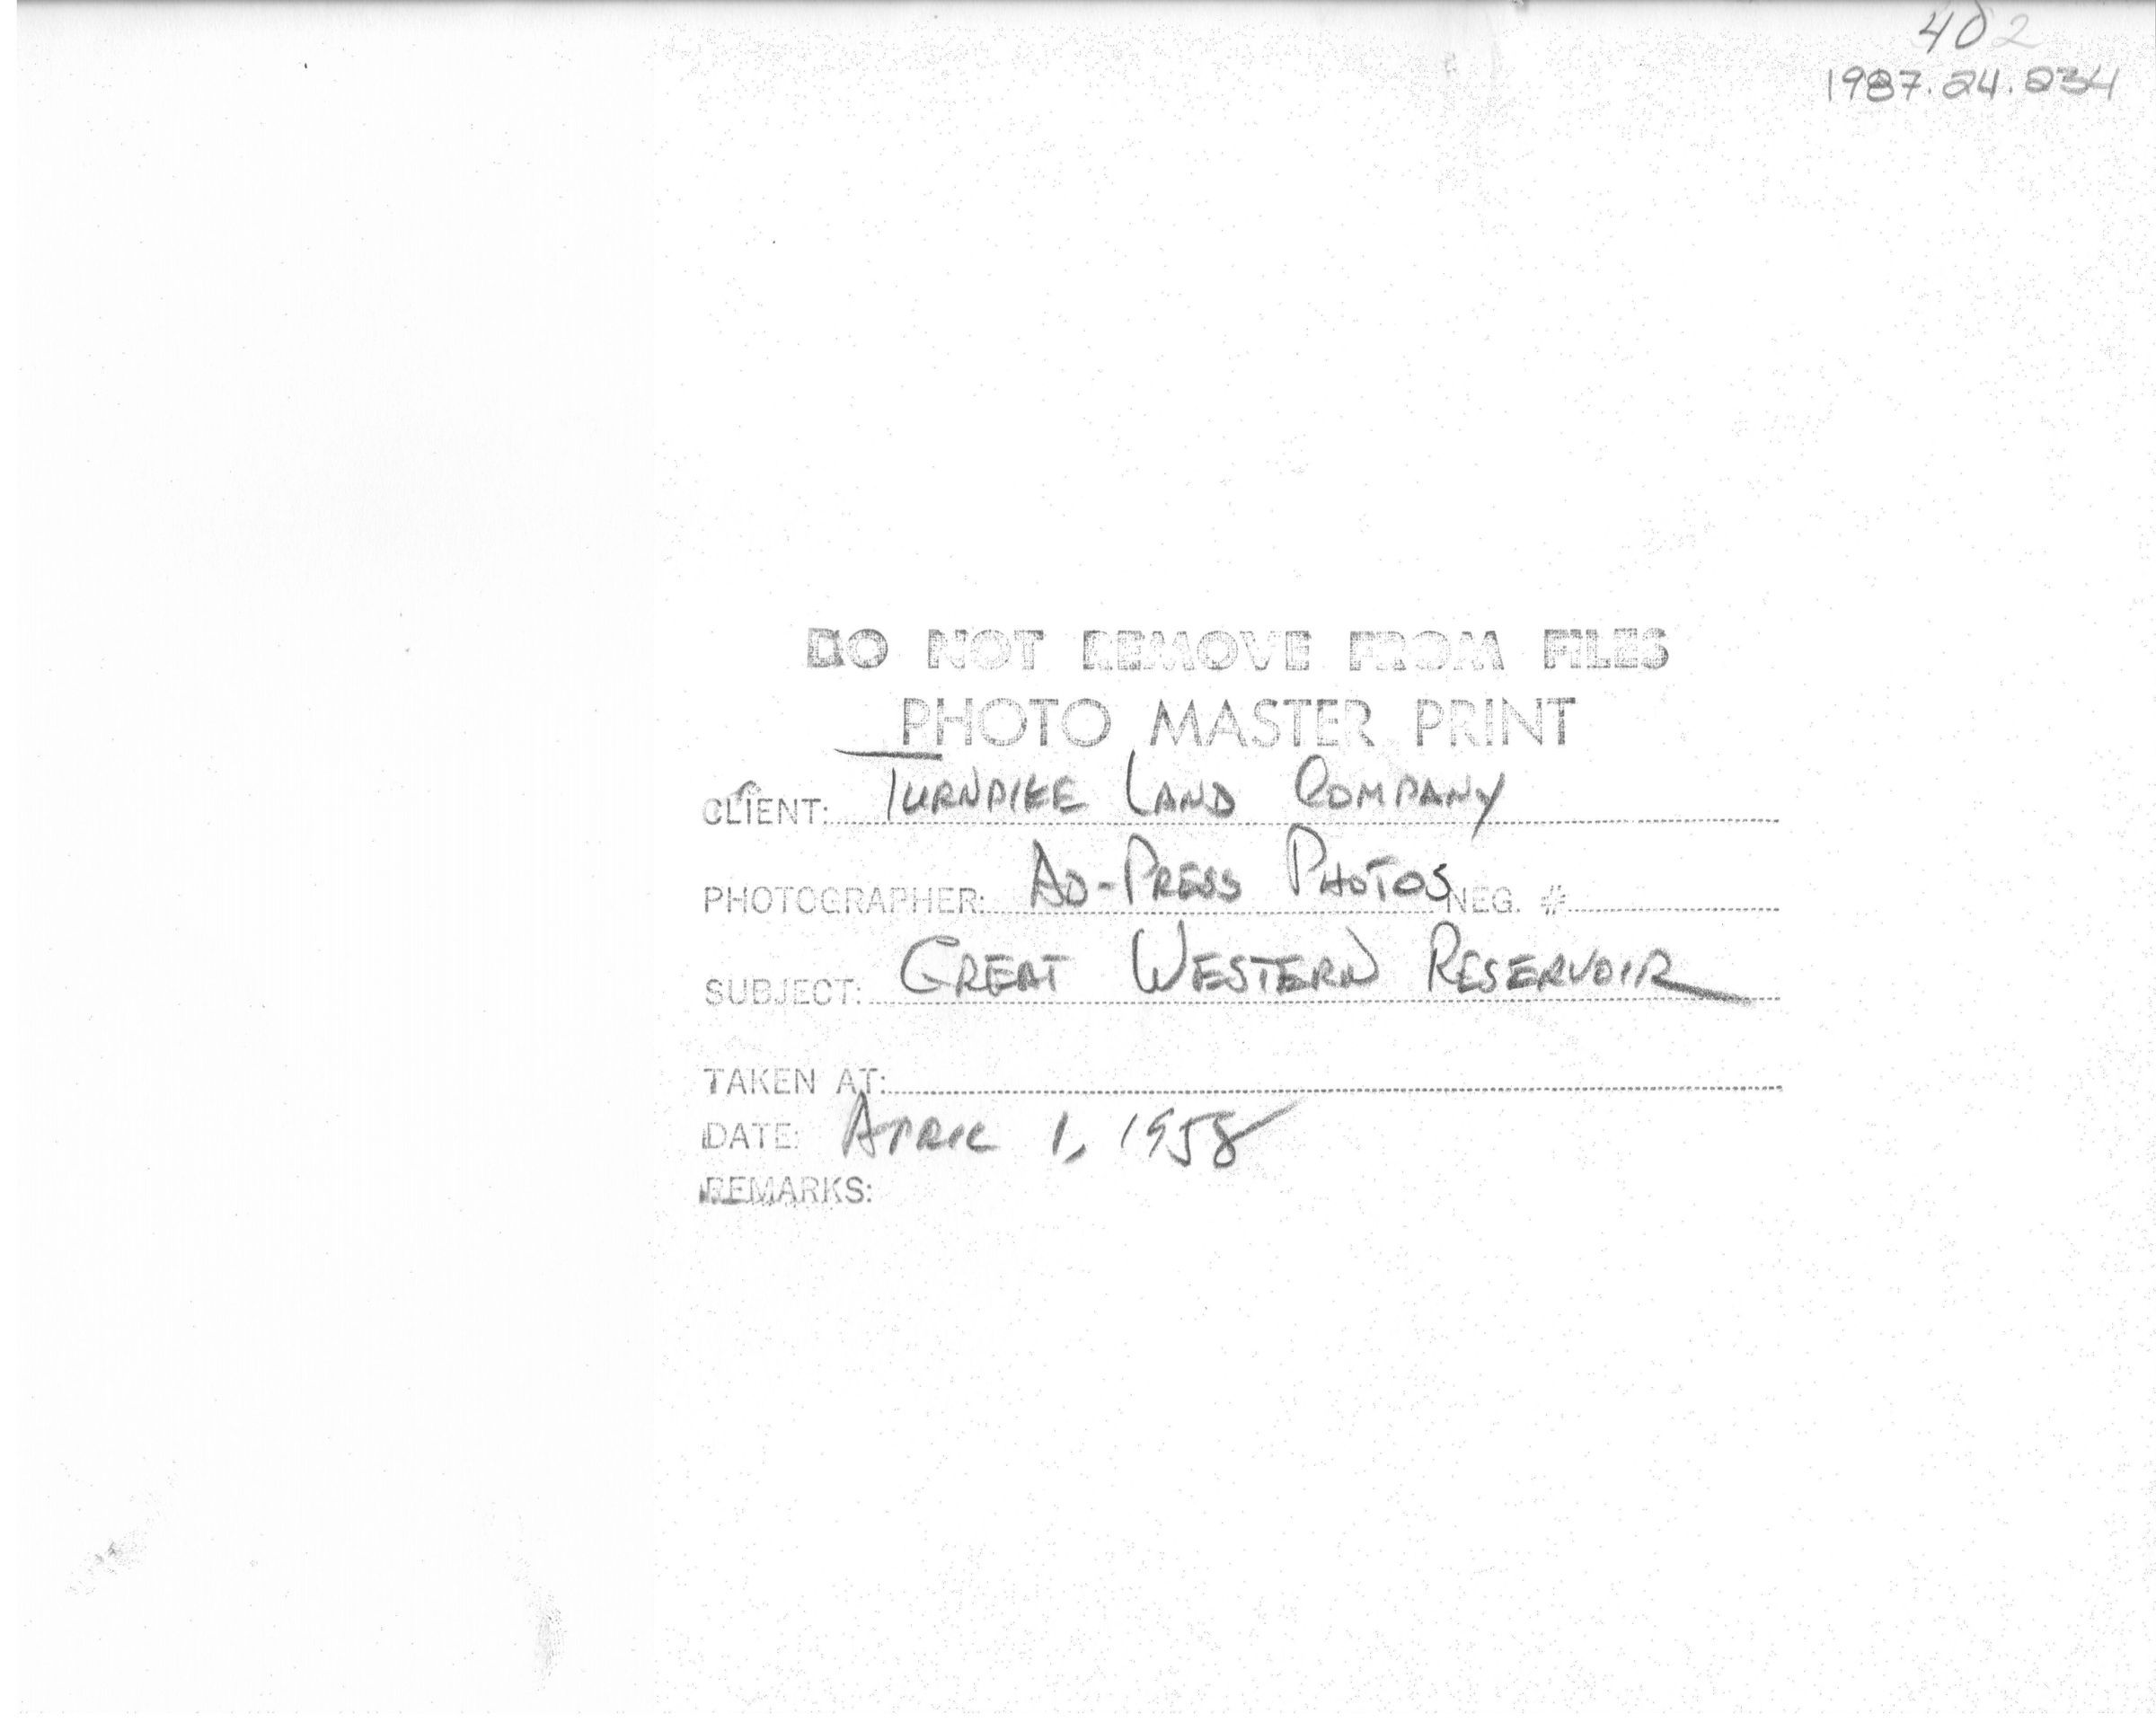 402
1987.24.234
DO NOT REMOVE FROM FILES
PHOTO MASTER PRINT
CLIENT: TURNPIKE LAND COMPANY
PHOTOGRAPHER: AD-PRESS PHOTOS NEG. #
SUBJECT: GREAT WESTERN RESERVOIR
TAKEN AT:
DATE: APRIL 1, 1958
REMARKS: